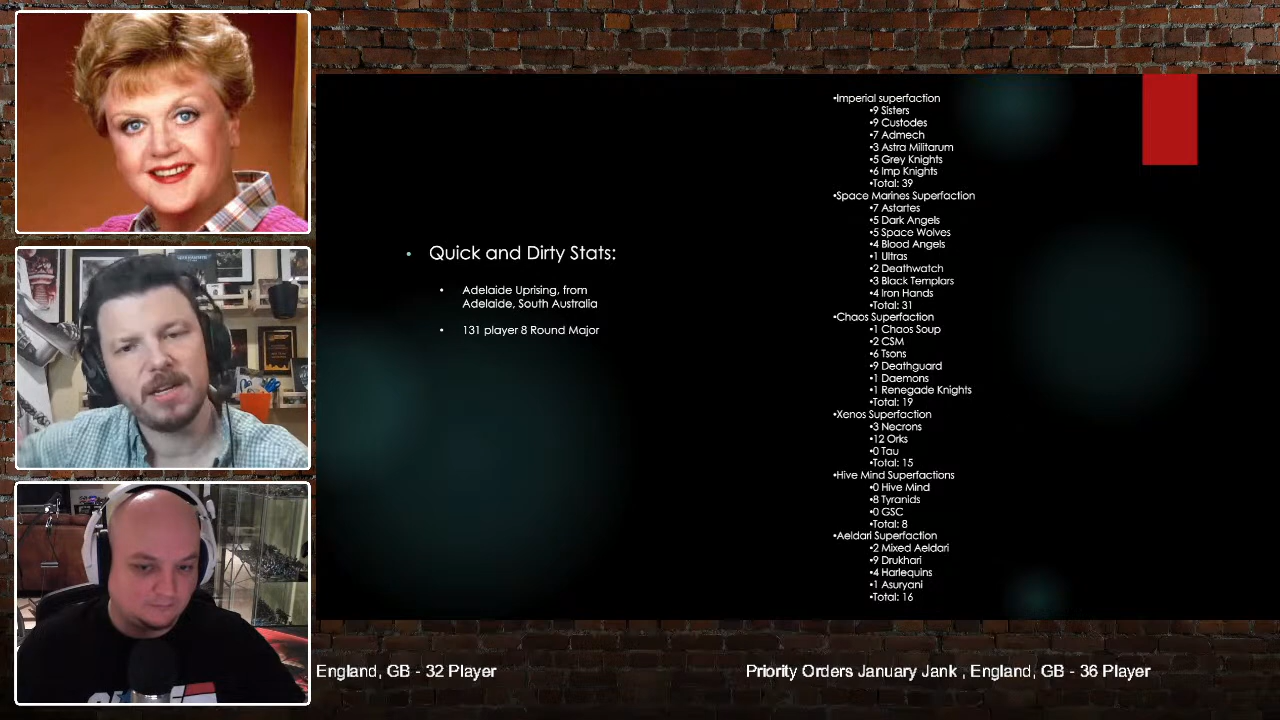 Quick and Dirty Stats:
Adelaide Uprising, from
Adelaide, South Australia
131 player 8 Round Major
•Imperial superfaction
•9 Sisters
•9 Custodes
•7 Admech
•3 Astra Militarum
•5 Grey Knights
•6 Imp Knights
•Total: 39
•Space Marines Superfaction
•7 Astartes
•5 Dark Angels
•5 Space Wolves
•4 Blood Angels
•1 Ultras
•2 Deathwatch
•3 Black Templars
•4 Iron Hands
•Total: 31
•Chaos Superfaction
•1 Chaos Soup
•2 CSM
•6 Tsons
•9 Deathguard
•1 Daemons
•1 Renegade Knights
•Total: 19
•Xenos Superfaction
•3 Necrons
•12 Orks
•0 Tau
•Total: 15
•Hive Mind Superfactions
•0 Hive Mind
•8 Tyranids
•0 GSC
•Total: 8
•Aeldari Superfaction
•2 Mixed Aeldari
•9 Drukhari
•4 Harlequins
•1 Asuryani
•Total: 16
England, GB - 32 Player
Priority Orders January Jank , England, GB - 36 Player